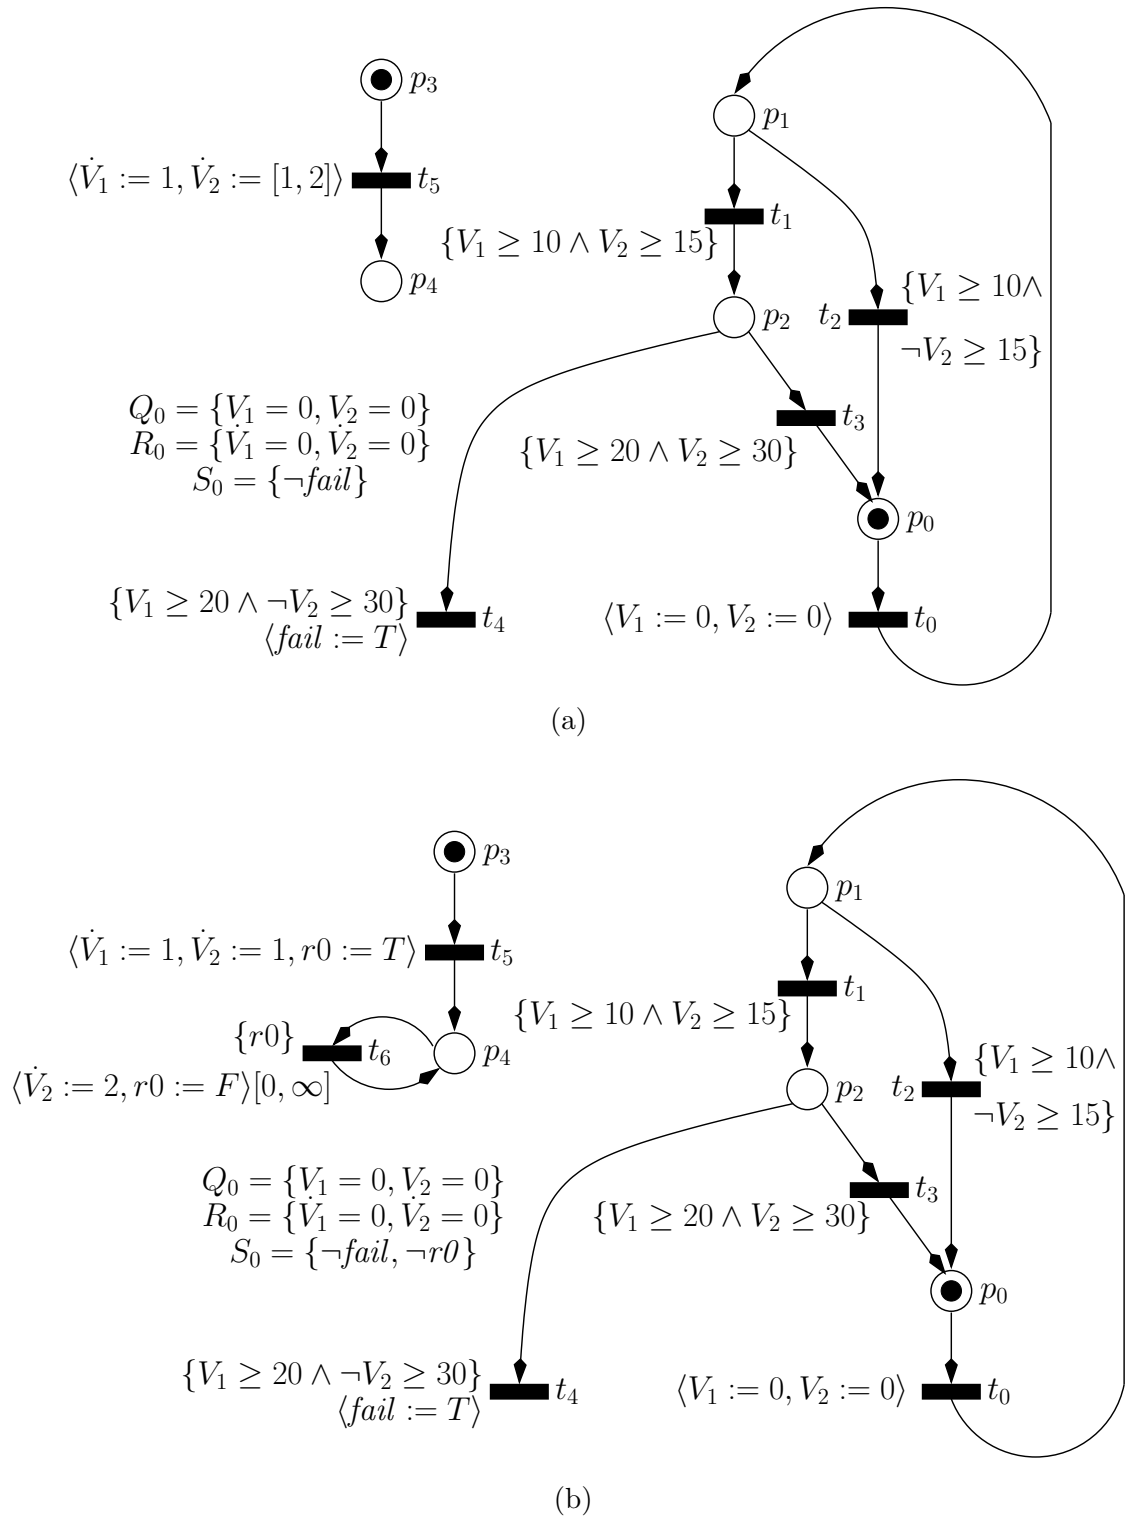 p₃
p₁
⟨V̇₁ := 1, V̇₂ := [1, 2]⟩ t₅
t₁
{V₁ ≥ 10 ∧ V₂ ≥ 15}
p₄
{V₁ ≥ 10∧
p₂
t₂
¬V₂ ≥ 15}
Q₀ = {V₁ = 0, V₂ = 0}
t₃
R₀ = {V̇₁ = 0, V̇₂ = 0}
{V₁ ≥ 20 ∧ V₂ ≥ 30}
S₀ = {¬fail}
p₀
{V₁ ≥ 20 ∧ ¬V₂ ≥ 30}
t₄
⟨V₁ := 0, V₂ := 0⟩ t₀
⟨fail := T⟩
(a)
p₃
p₁
⟨V̇₁ := 1, V̇₂ := 1, r0 := T⟩ t₅
t₁
{V₁ ≥ 10 ∧ V₂ ≥ 15}
{r0}
t₆
p₄
{V₁ ≥ 10∧
⟨V̇₂ := 2, r0 := F⟩[0, ∞]
p₂
t₂
¬V₂ ≥ 15}
Q₀ = {V₁ = 0, V₂ = 0}
t₃
R₀ = {V̇₁ = 0, V̇₂ = 0}
{V₁ ≥ 20 ∧ V₂ ≥ 30}
S₀ = {¬fail, ¬r0}
p₀
{V₁ ≥ 20 ∧ ¬V₂ ≥ 30}
t₄
⟨V₁ := 0, V₂ := 0⟩ t₀
⟨fail := T⟩
(b)